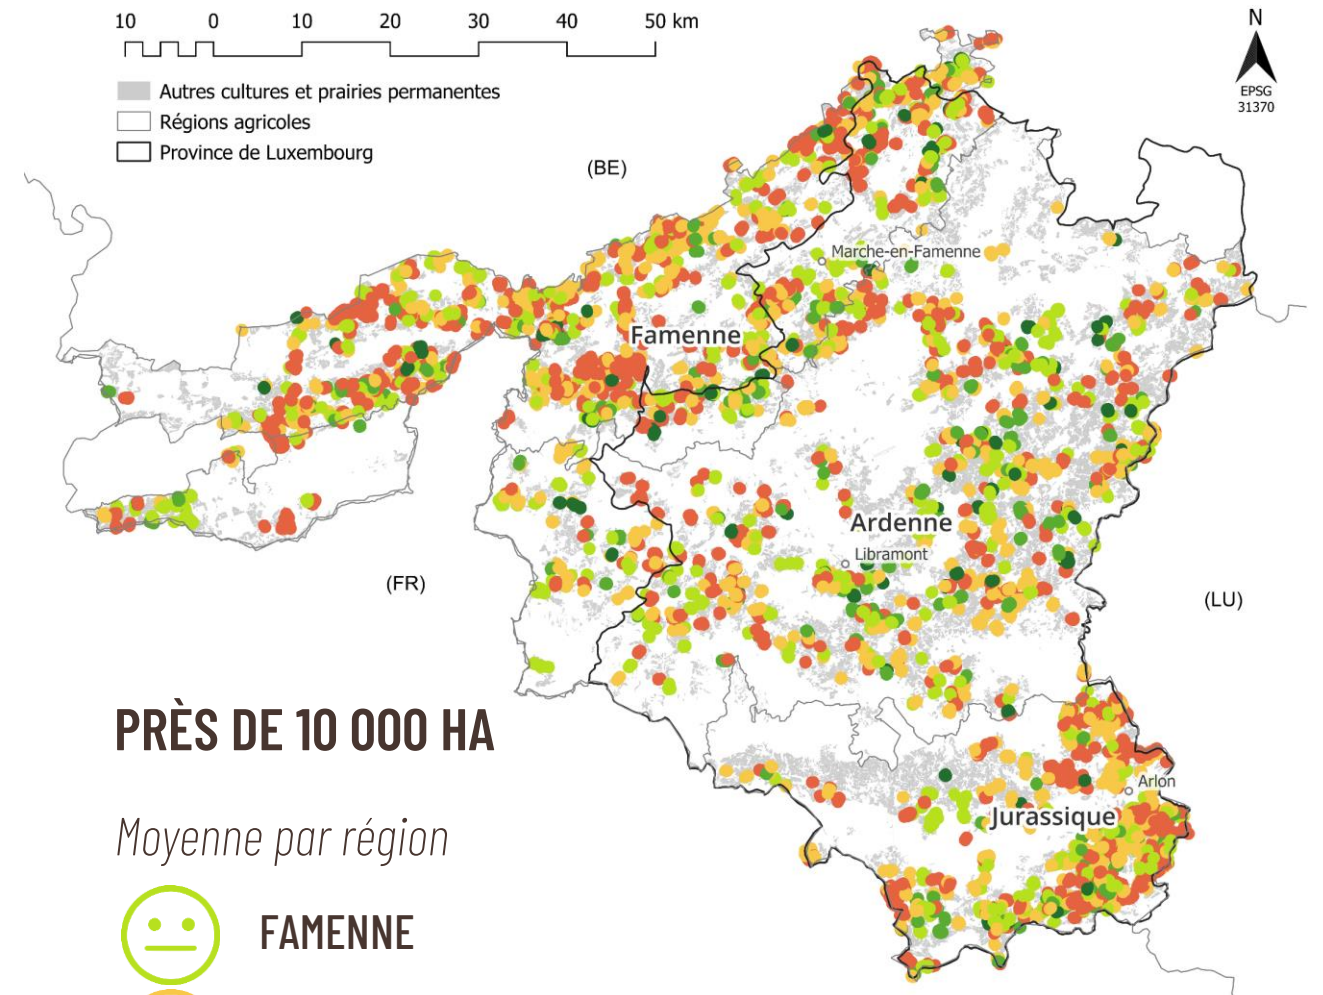 10 0 10 20 30 40 50 km
Autres cultures et prairies permanentes
Régions agricoles
Province de Luxembourg
N
EPSG
31370
(BE)
Marche-en-Famenne
Famenne
Ardenne
Libramont
(FR)
(LU)
PRÈS DE 10 000 HA
Moyenne par région
FAMENNE
Arlon
Jurassique